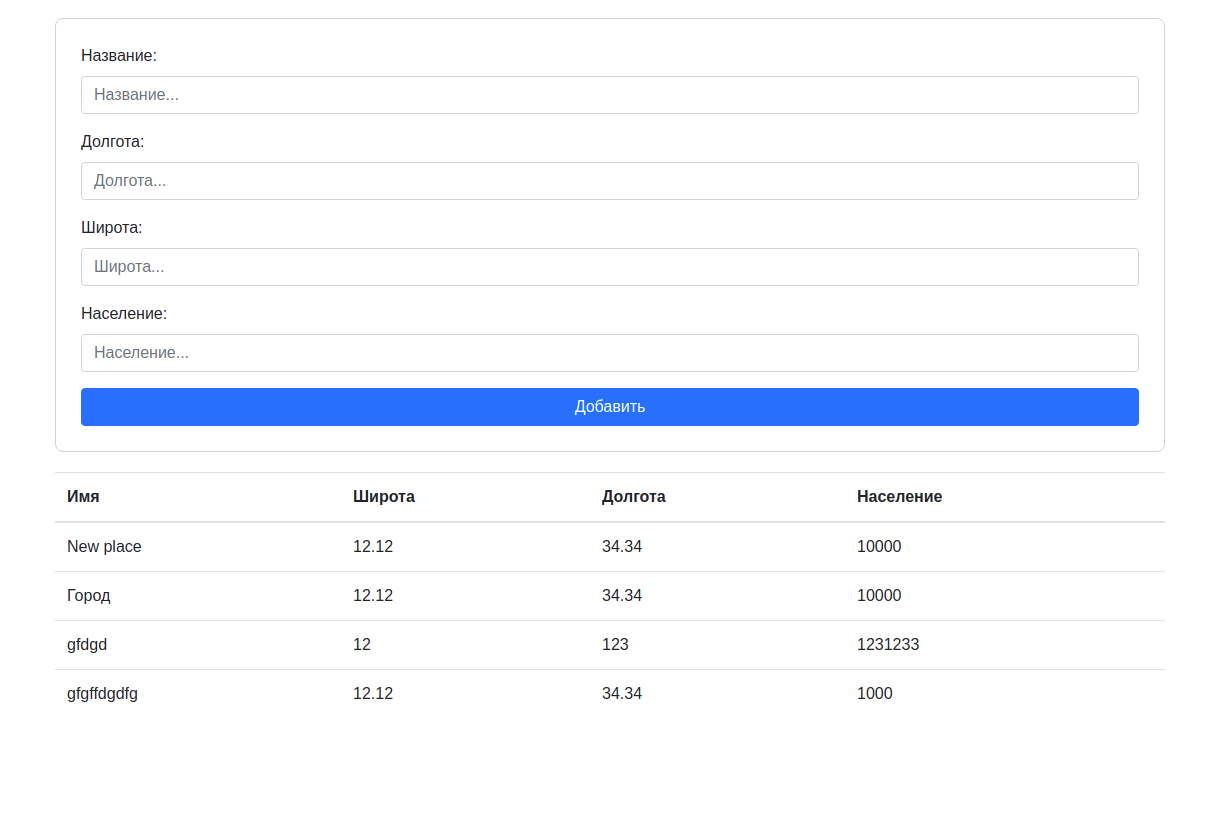 Название:
Название...
Долгота:
Долгота...
Широта:
Широта...
Население:
Население...
Добавить
Имя Широта Долгота Население
New place 12.12 34.34 10000
Город 12.12 34.34 10000
gfdgd 12 123 1231233
gfgffdgdfg 12.12 34.34 1000